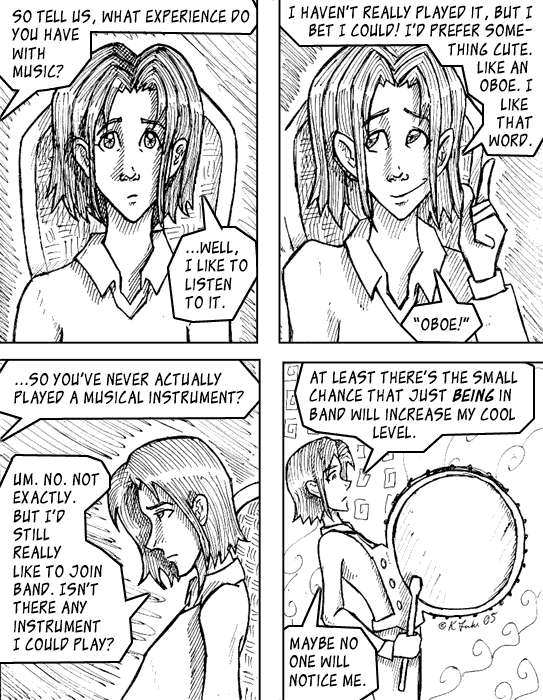 SO TELL US, WHAT EXPERIENCE DO
YOU HAVE
WITH
MUSIC?
...WELL,
I LIKE TO
LISTEN
TO IT.
I HAVEN'T REALLY PLAYED IT, BUT I
BET I COULD! I'D PREFER SOME-
THING CUTE.
LIKE AN
OBOE. I
LIKE
THAT
WORD.
"OBOE!"
...SO YOU'VE NEVER ACTUALLY
PLAYED A MUSICAL INSTRUMENT?
UM. NO. NOT
EXACTLY.
BUT I'D
STILL
REALLY
LIKE TO JOIN
BAND. ISN'T
THERE ANY
INSTRUMENT
I COULD PLAY?
AT LEAST THERE'S THE SMALL
CHANCE THAT JUST BEING IN
BAND WILL INCREASE MY COOL
LEVEL.
MAYBE NO
ONE WILL
NOTICE ME.
© K 05